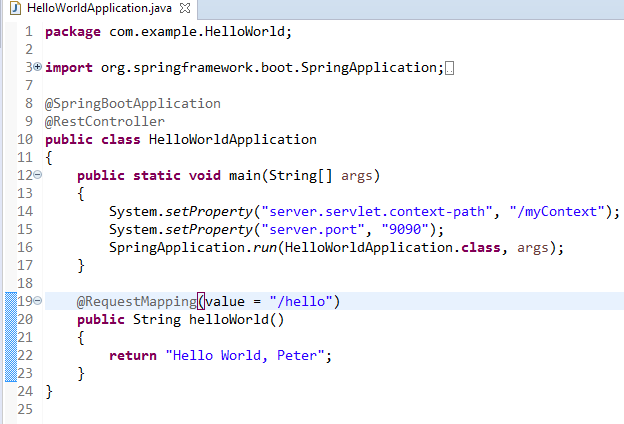 HelloWorldApplication.java
1 package com.example.HelloWorld;
2
3 import org.springframework.boot.SpringApplication;
7
8 @SpringBootApplication
9 @RestController
10 public class HelloWorldApplication
11 {
12 public static void main(String[] args)
13 {
14 System.setProperty("server.servlet.context-path", "/myContext");
15 System.setProperty("server.port", "9090");
16 SpringApplication.run(HelloWorldApplication.class, args);
17 }
18
19 @RequestMapping(value = "/hello")
20 public String helloWorld()
21 {
22 return "Hello World, Peter";
23 }
24 }
25